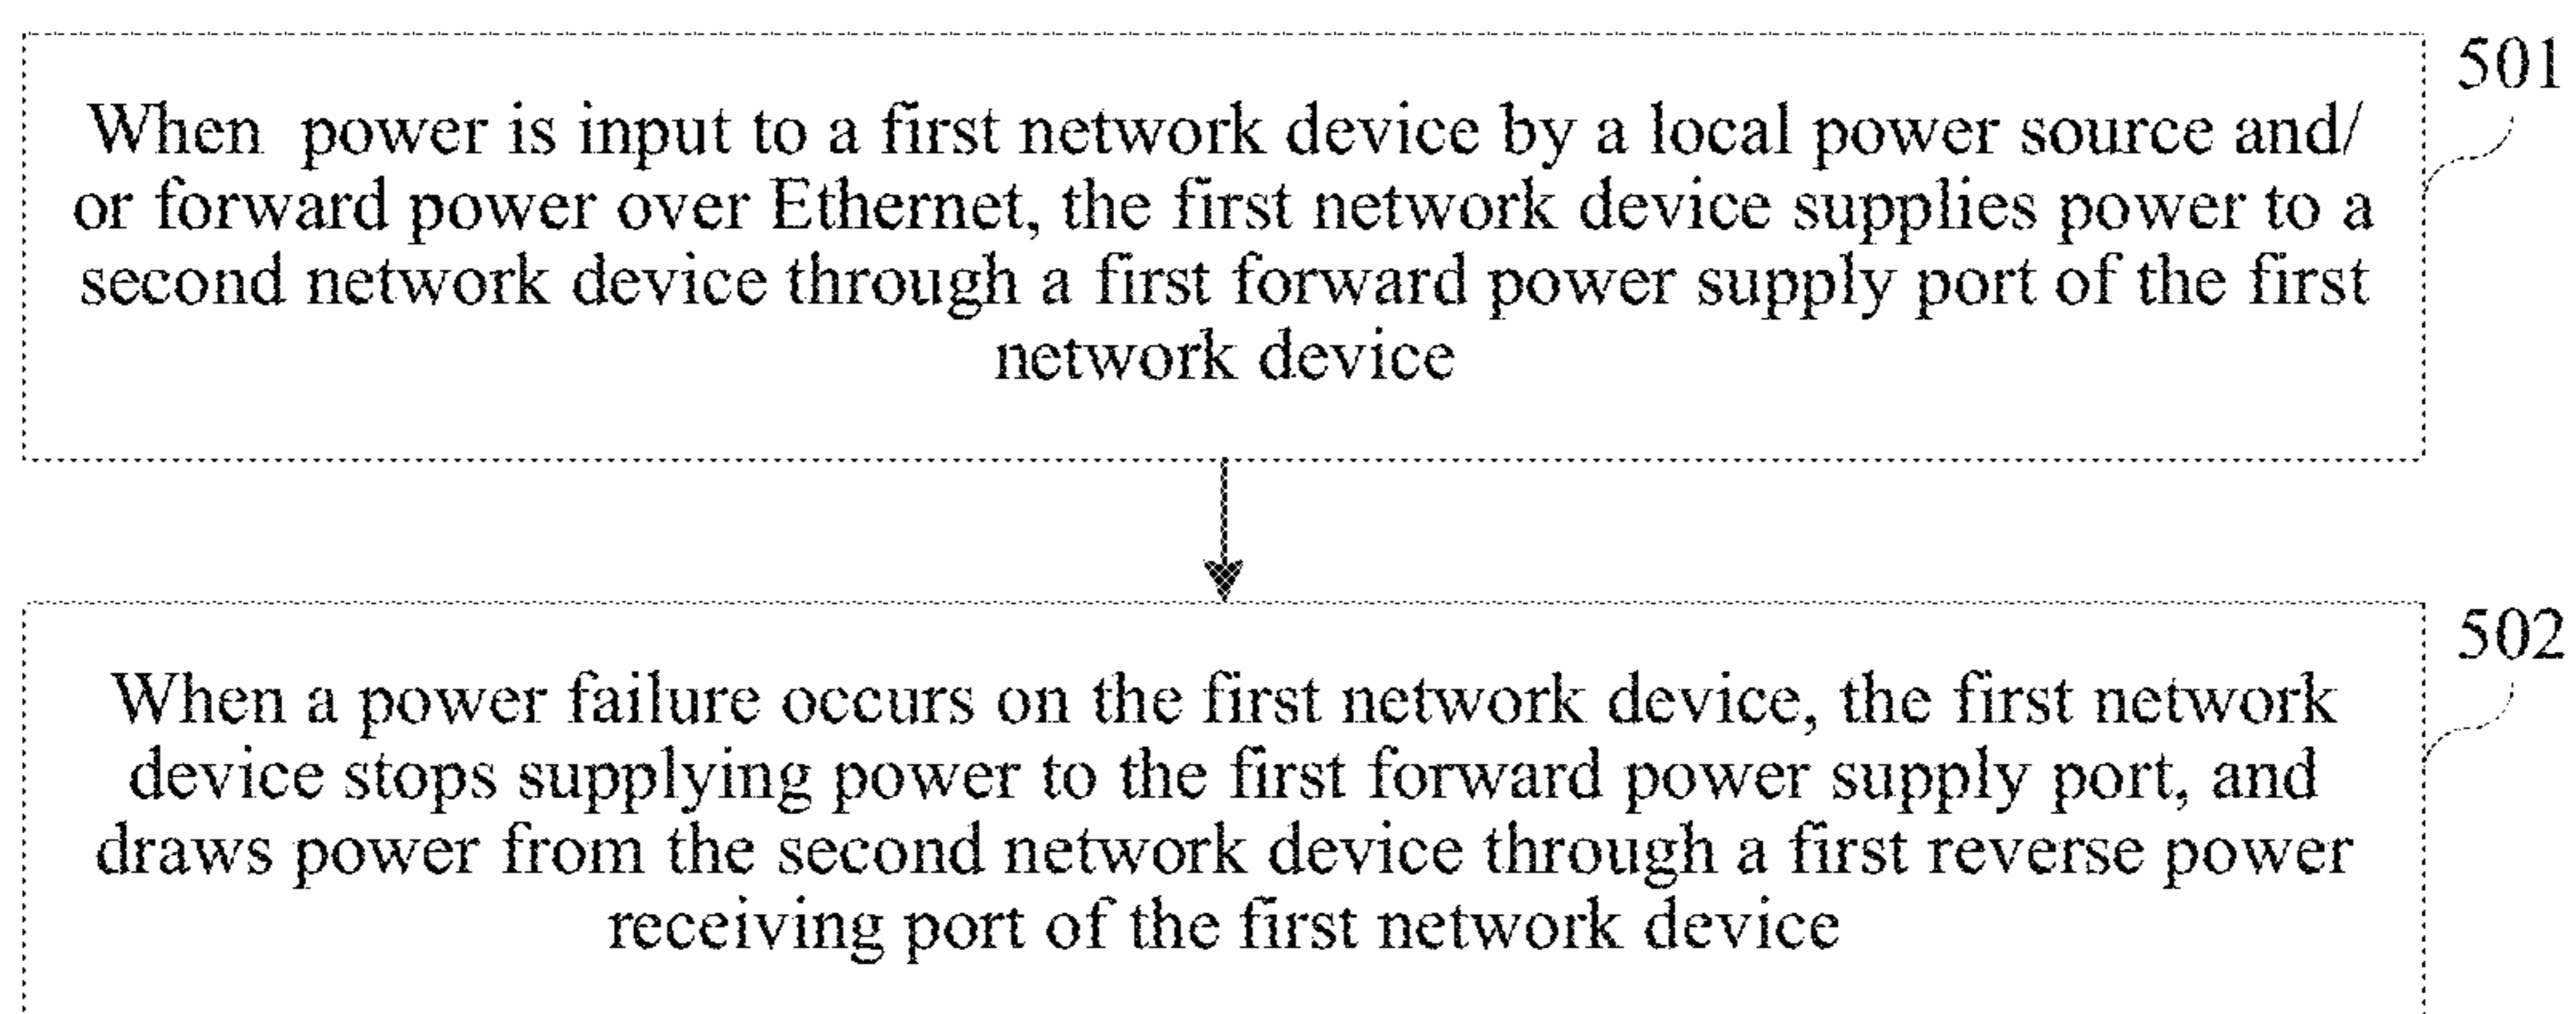 501
When power is input to a first network device by a local power source and/
or forward power over Ethernet, the first network device supplies power to a
second network device through a first forward power supply port of the first
network device
502
When a power failure occurs on the first network device, the first network
device stops supplying power to the first forward power supply port, and
draws power from the second network device through a first reverse power
receiving port of the first network device